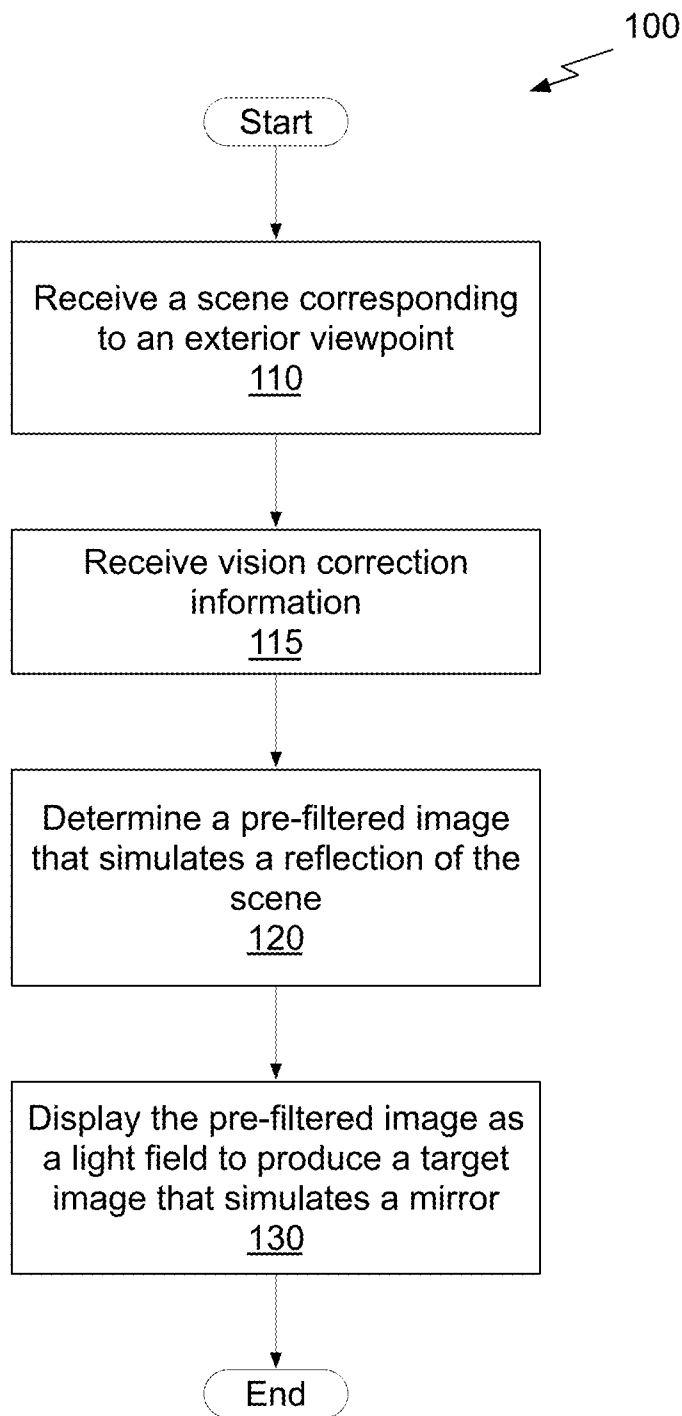 100
Start
Receive a scene corresponding
to an exterior viewpoint
110
Receive vision correction
information
115
Determine a pre-filtered image
that simulates a reflection of the
scene
120
Display the pre-filtered image as
a light field to produce a target
image that simulates a mirror
130
End